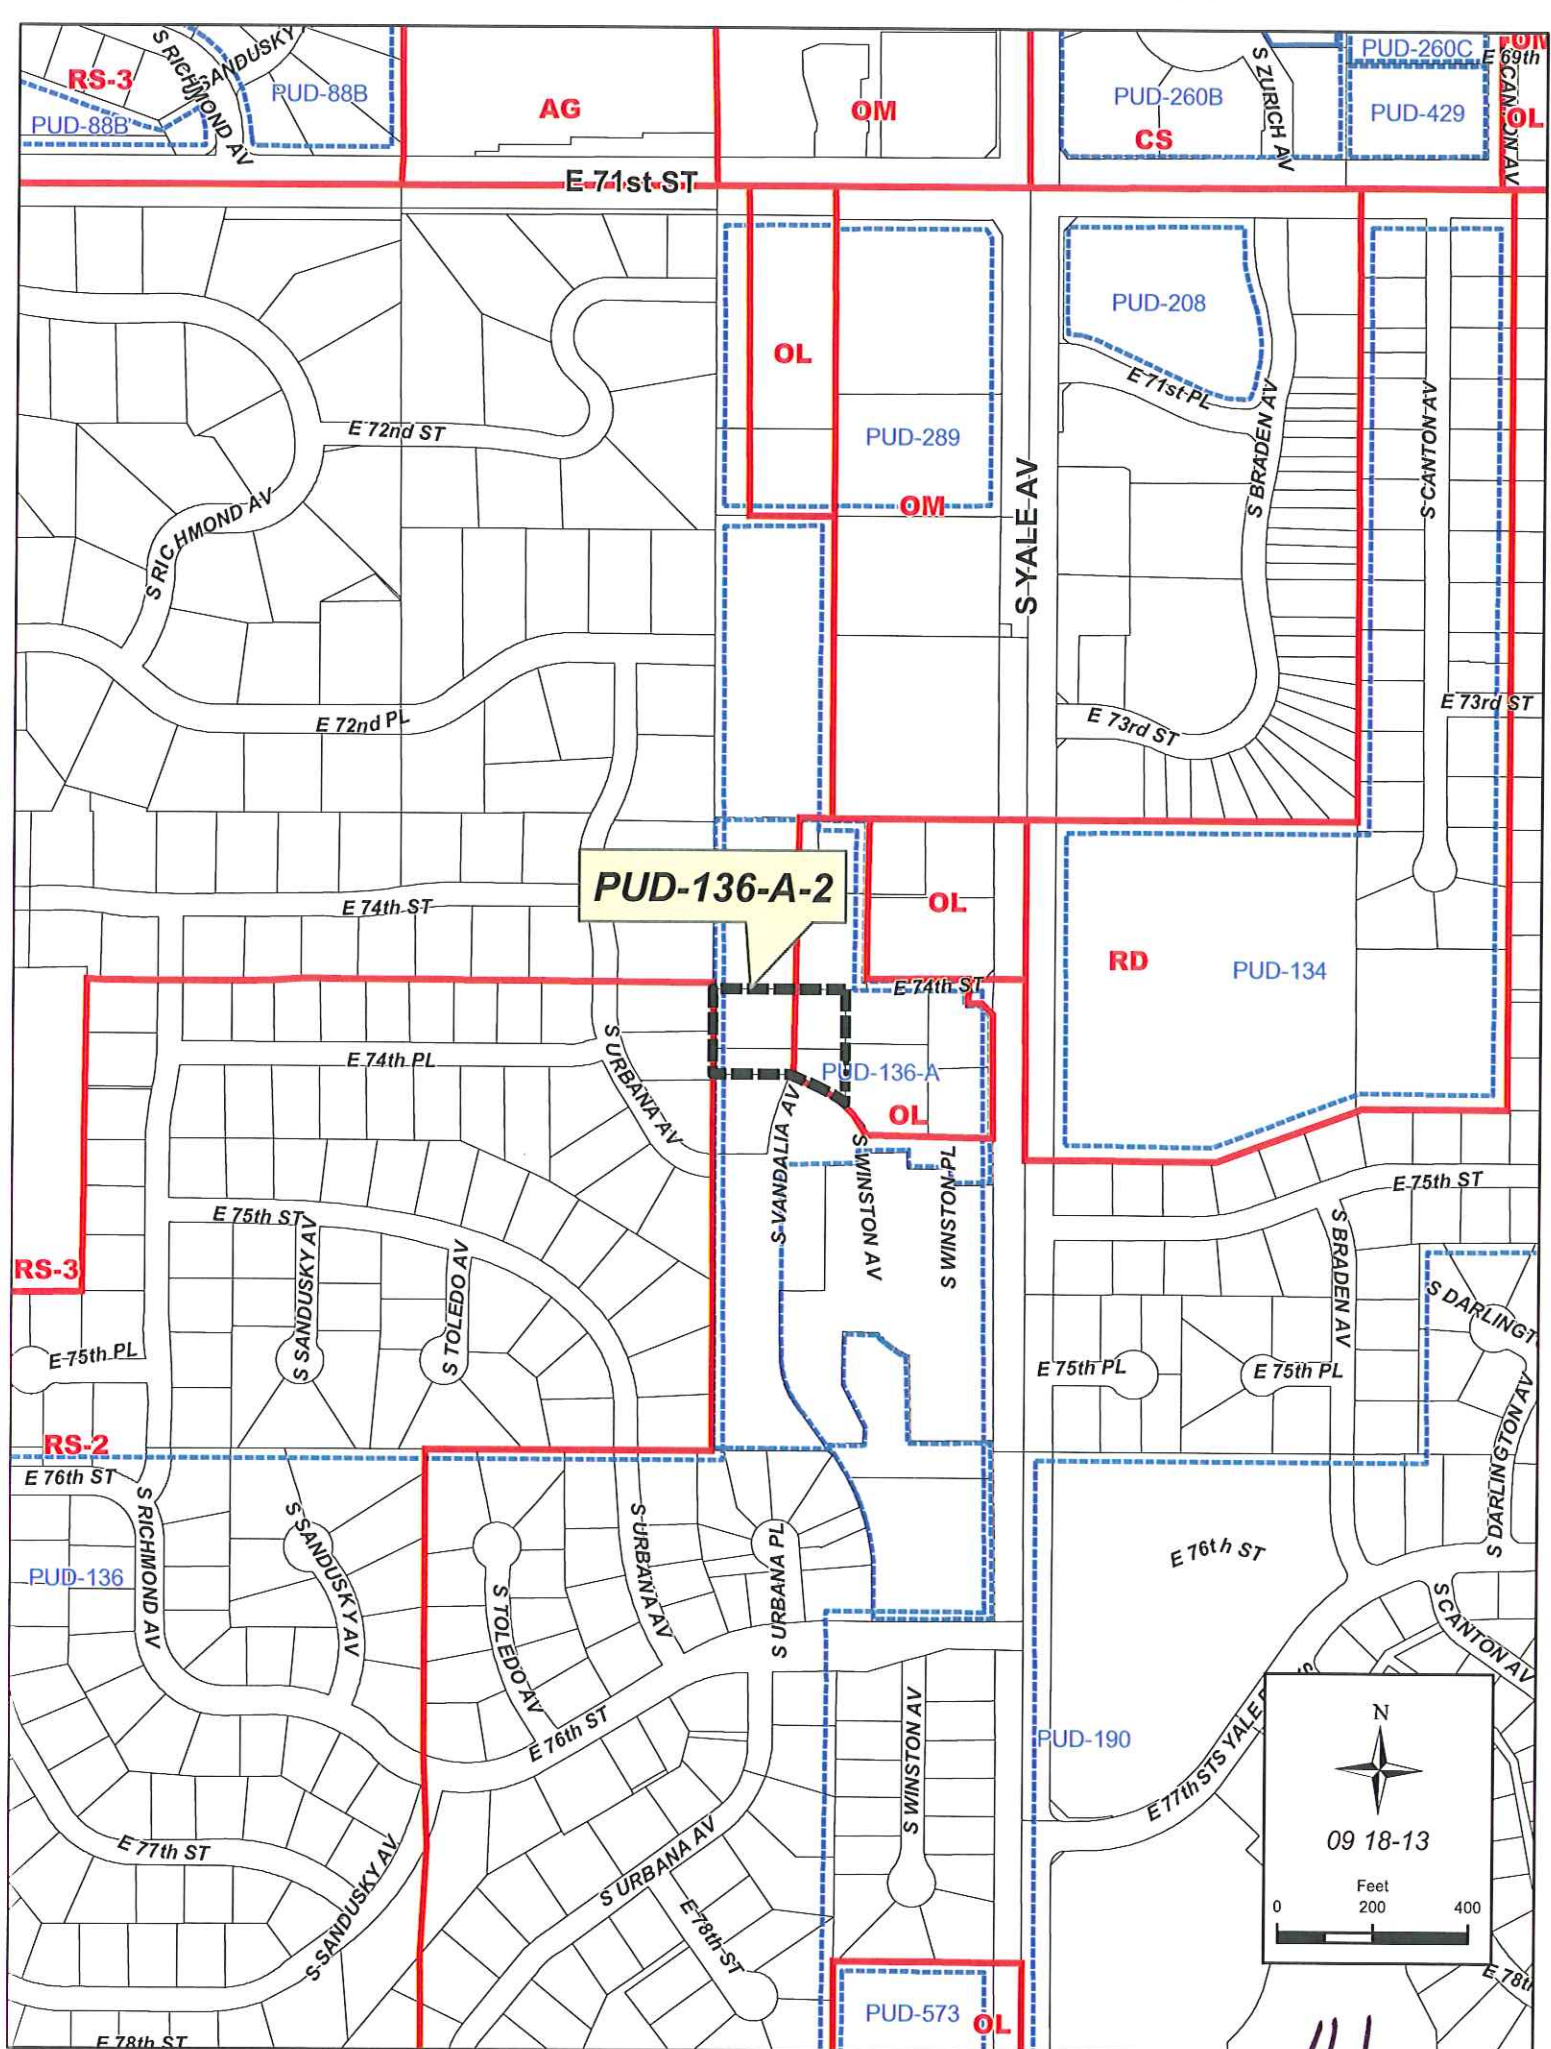 S RICHMOND AV
S SANDUSKY
RS-3
PUD-88B
PUD-88B
AG
OM
PUD-260B
CS
S ZURICH AV
PUD-260C
OM
E 69th
PUD-429
S CANTON AV
OL
E 71st ST
OL
PUD-289
OM
PUD-208
E 71st PL
S BRADEN AV
S CANTON AV
S YALE AV
E 72nd ST
S RICHMOND AV
E 72nd PL
E 73rd ST
E 73rd ST
PUD-136-A-2
E 74th ST
OL
RD
PUD-134
E 74th ST
E 74th PL
S URBANA AV
PUD-136-A
OL
S VANDALIA AV
S WINSTON AV
S WINSTON PL
E 75th ST
E 75th ST
S SANDUSKY AV
S TOLEDO AV
S BRADEN AV
RS-3
S DARLINGT
E 75th PL
E 75th PL
E 75th PL
S DARLINGTON AV
RS-2
E 76th ST
S RICHMOND AV
S SANDUSKY AV
S TOLEDO AV
S URBANA AV
S URBANA PL
E 76th ST
PUD-136
S CANTON AV
E 76th ST
S WINSTON AV
PUD-190
E 77th ST
S YALE
E 77th ST
S SANDUSKY AV
S URBANA AV
E 78th ST
N
09 18-13
Feet
0 200 400
E 78th
PUD-573
OL
E 78th ST